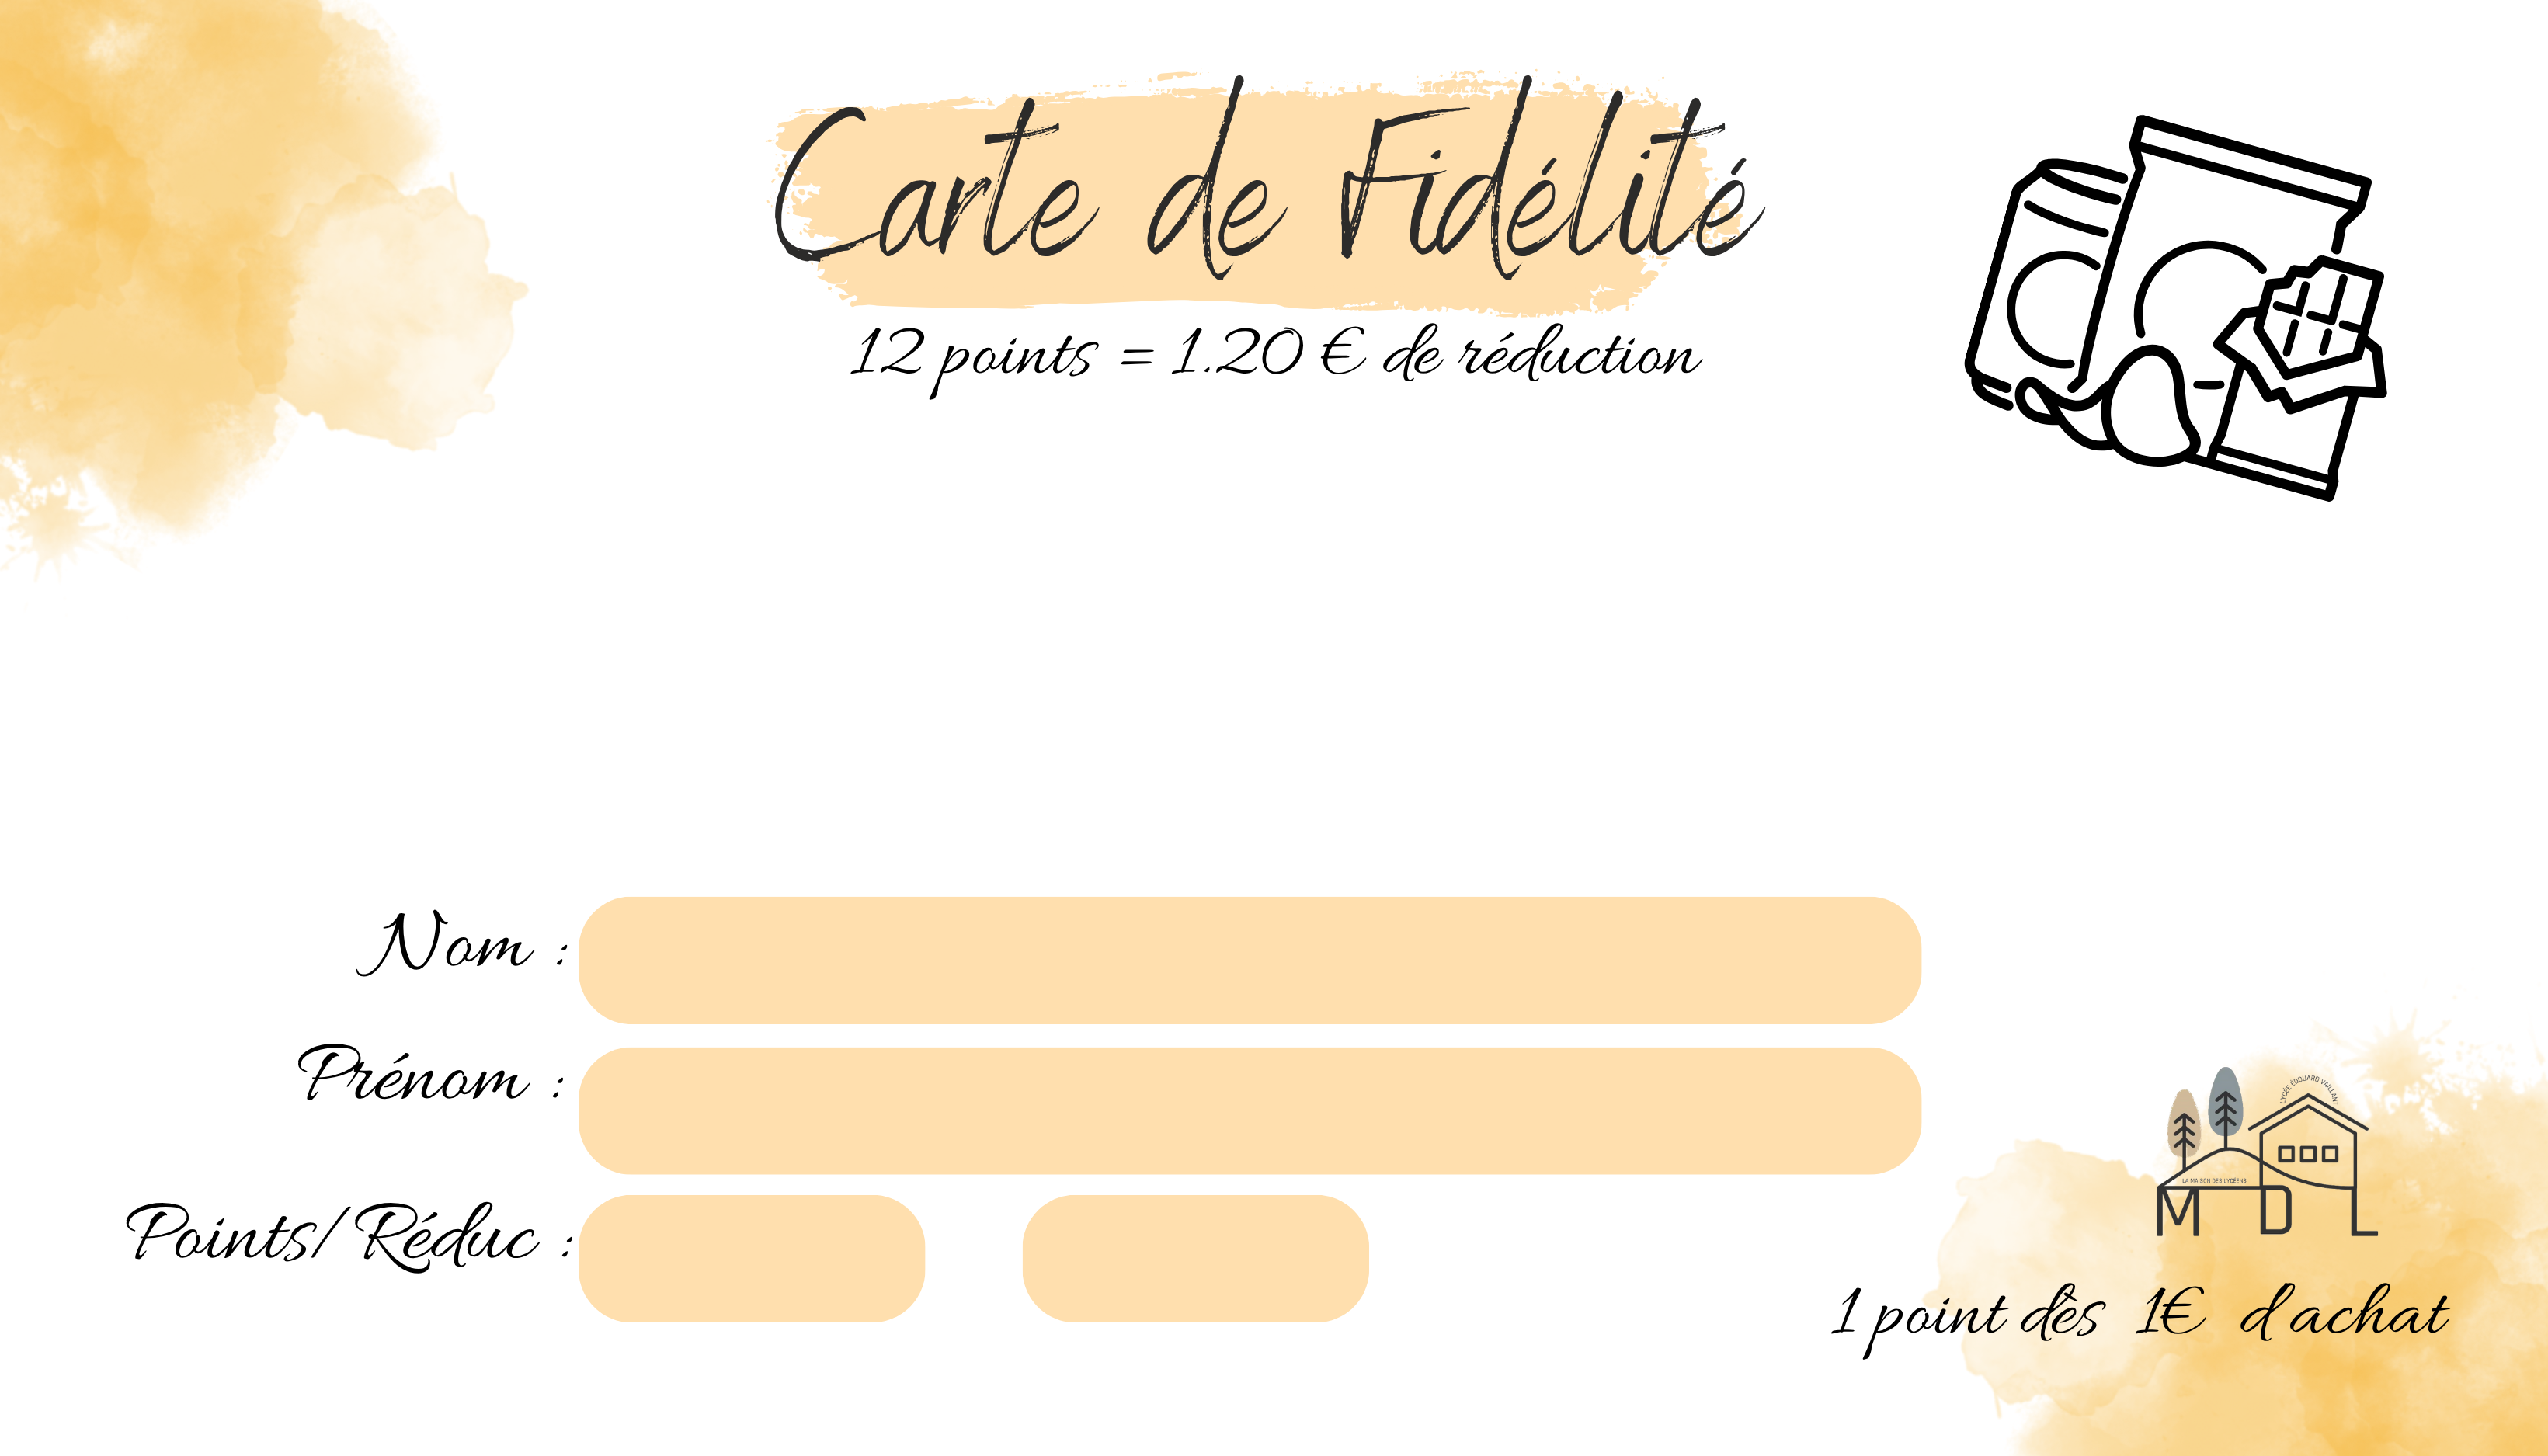 Carte de Fidélité
12 points = 1.20 € de réduction
Nom :
Prénom :
Points/Réduc :
LYCÉE ÉDOUARD VAILLANT
LA MAISON DES LYCÉENS
M D L
1 point dès 1€ d'achat